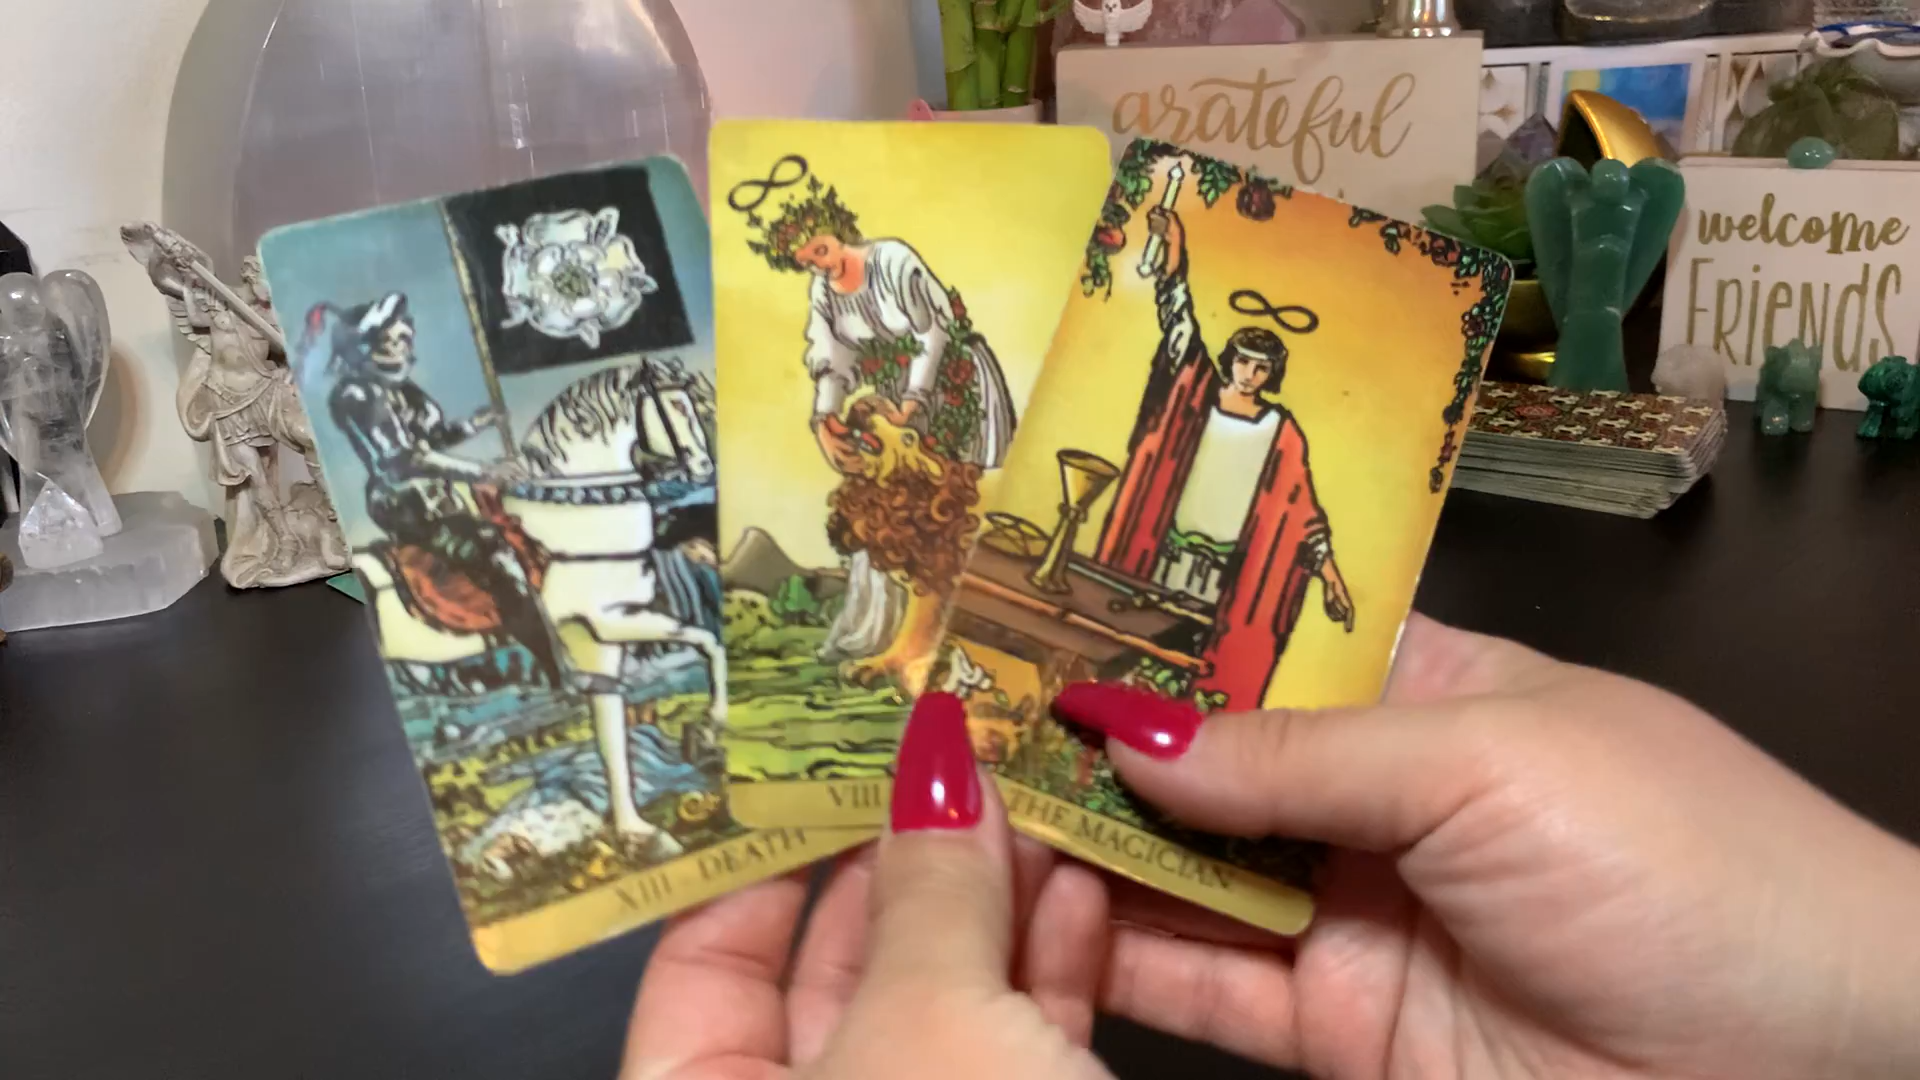 grateful
welcome
FRIENDS
XIII - DEATH
VIII
THE MAGICIAN